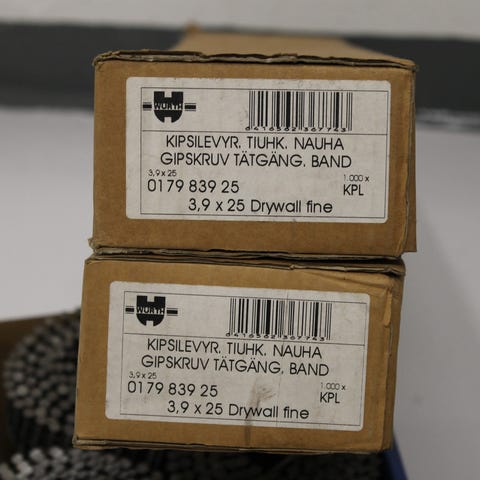 WÜRTH
6416562367743
KIPSILEVYR. TIUHK. NAUHA
GIPSKRUV TÄTGÄNG. BAND
3,9 x 25
1.000 x
0179 839 25
KPL
3,9 x 25 Drywall fine
WÜRTH
6416562367743
KIPSILEVYR. TIUHK. NAUHA
GIPSKRUV TÄTGÄNG, BAND
3,9 x 25
1.000 x
0179 839 25
KPL
3,9 x 25 Drywall fine